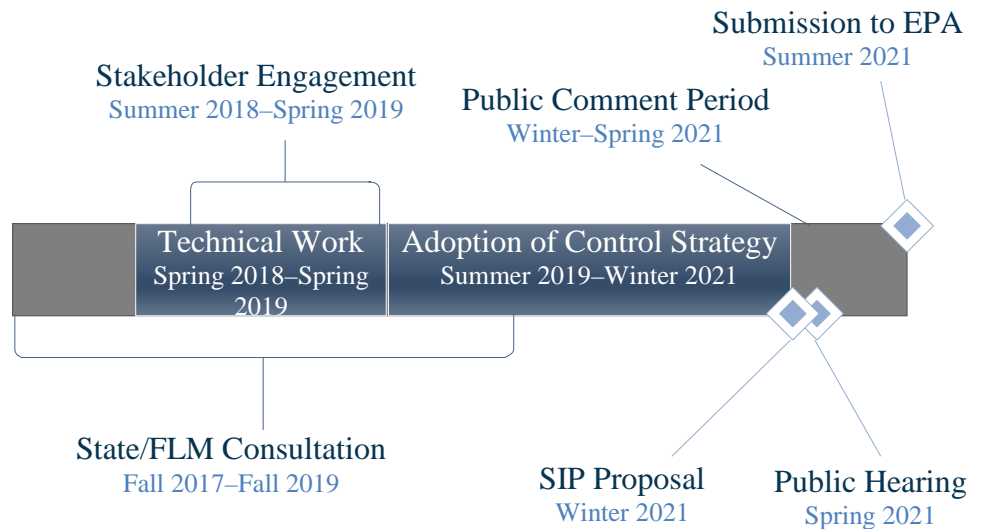 Submission to EPA
Summer 2021
Stakeholder Engagement
Summer 2018–Spring 2019
Public Comment Period
Winter–Spring 2021
Technical Work
Spring 2018–Spring
2019
Adoption of Control Strategy
Summer 2019–Winter 2021
State/FLM Consultation
Fall 2017–Fall 2019
SIP Proposal
Winter 2021
Public Hearing
Spring 2021